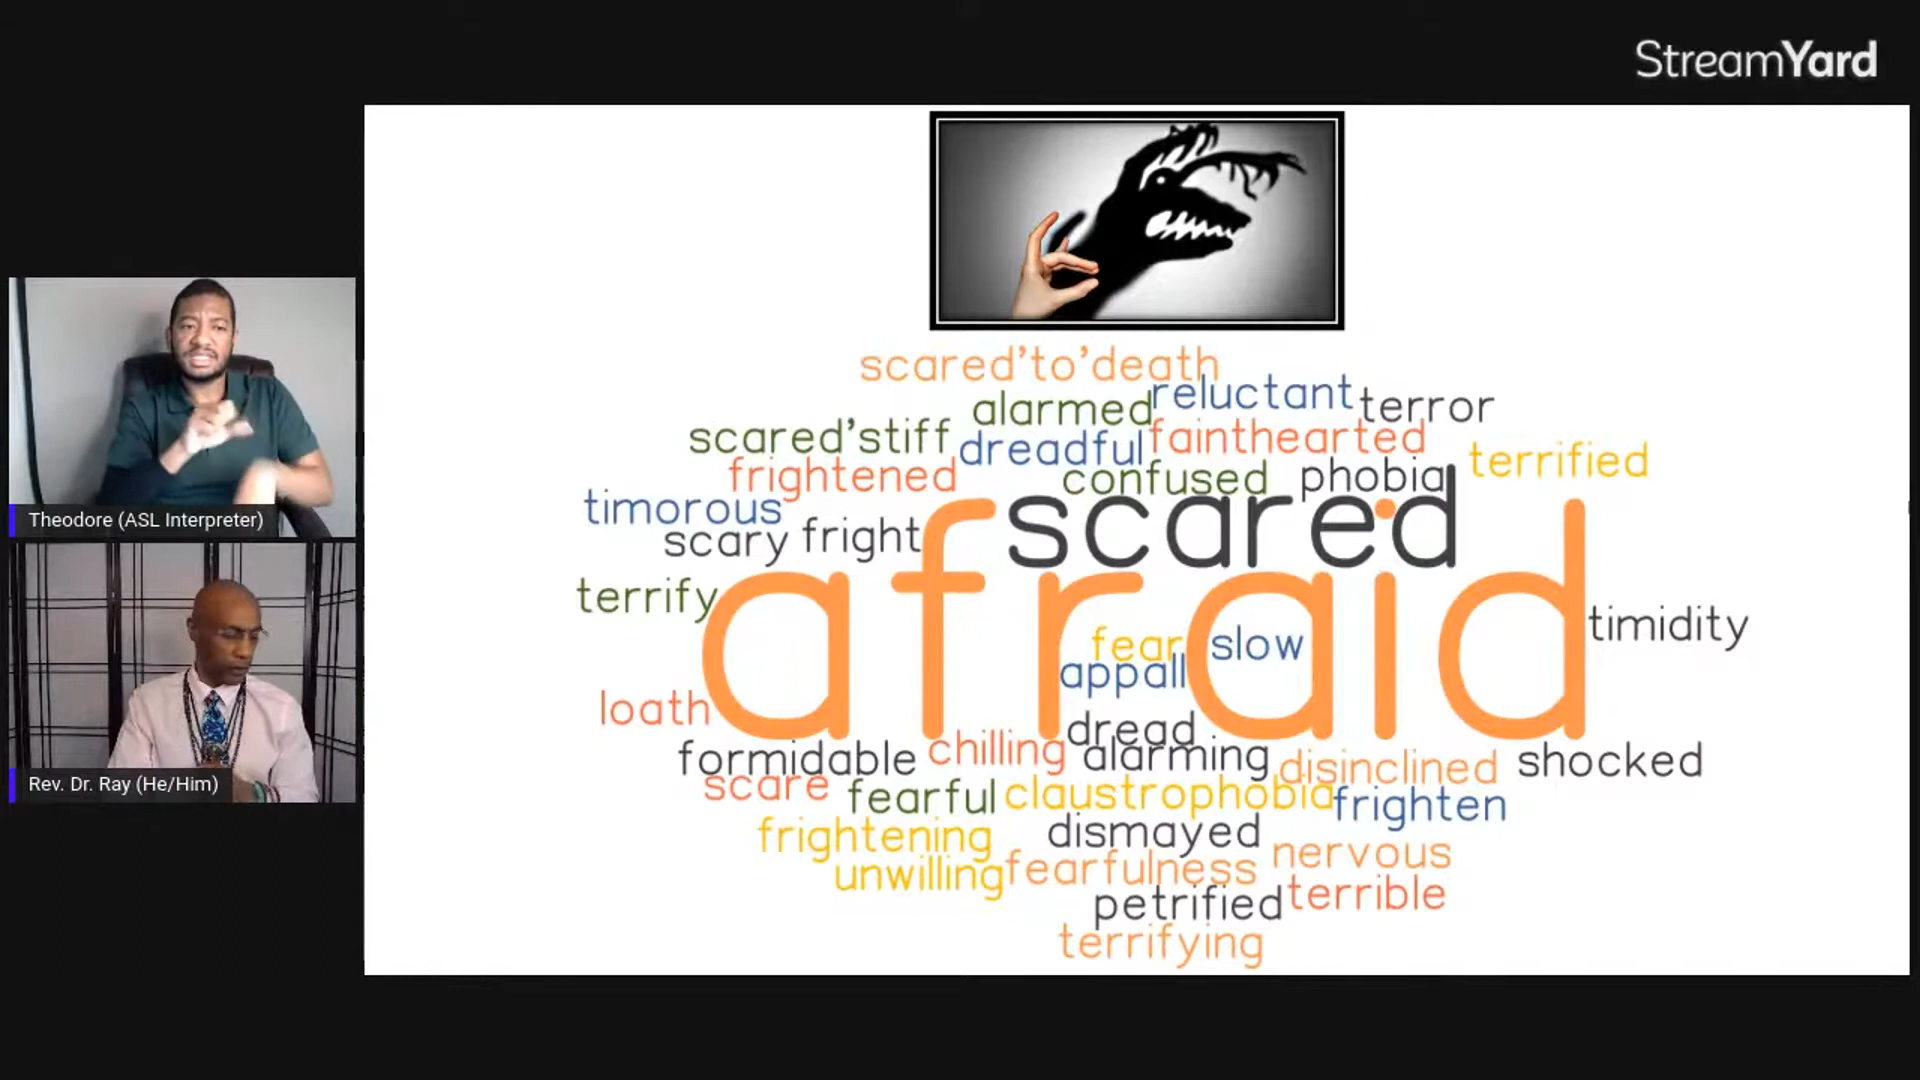 StreamYard
Theodore (ASL Interpreter)
Rev. Dr. Ray (He/Him)
scared'to'death
reluctant
terror
alarmed
scared'stiff
dreadful
fainthearted
terrified
frightened
confused
phobia
timorous
scared
scary
fright
afraid
terrify
timidity
fear
slow
appall
loath
dread
formidable
chilling
alarming
disinclined
shocked
scare
fearful
claustrophobia
frighten
frightening
dismayed
nervous
unwilling
fearfulness
petrified
terrible
terrifying